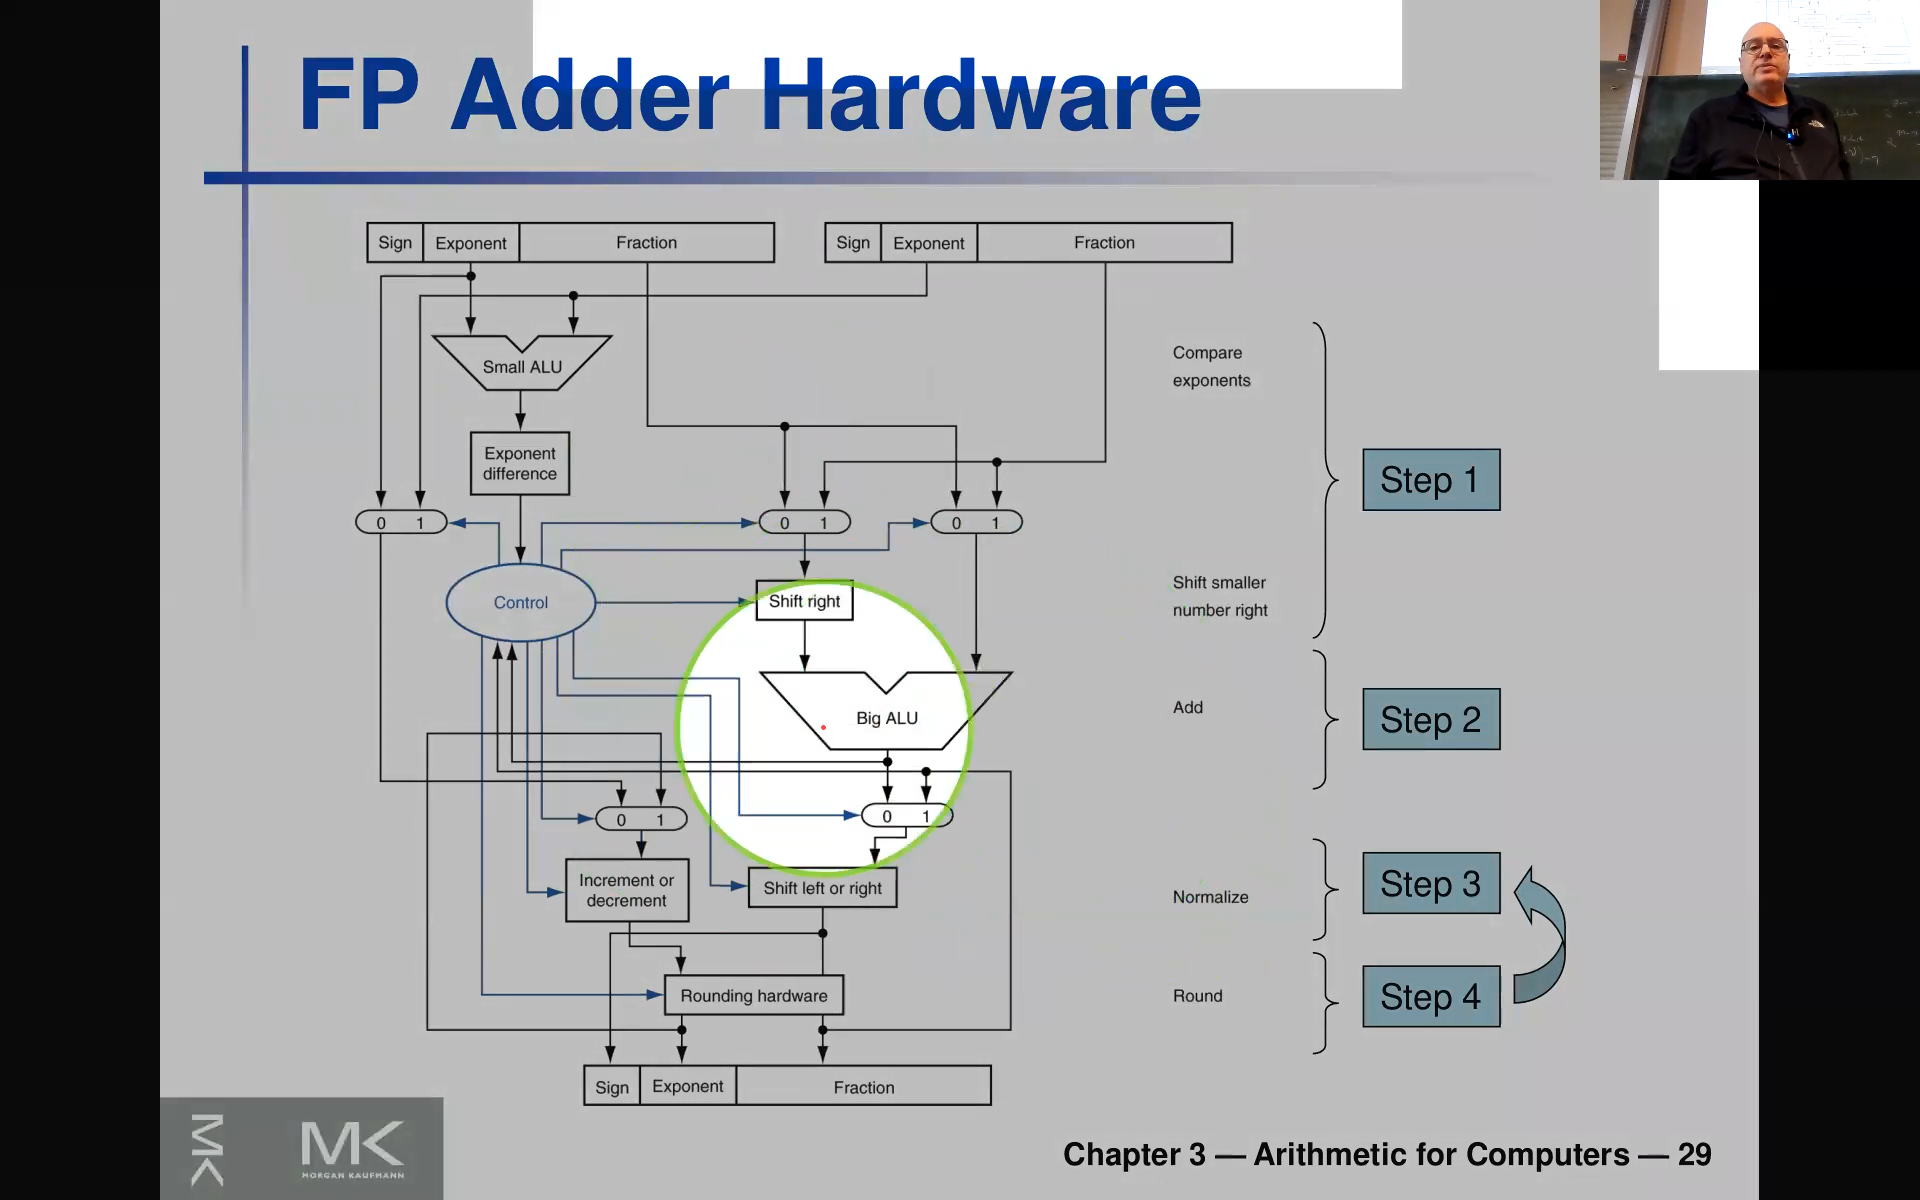 FP Adder Hardware
Sign Exponent Fraction
Sign Exponent Fraction
Small ALU
Compare
exponents
Exponent
difference
Step 1
0 1
0 1
0 1
Control
Shift right
Shift smaller
number right
Big ALU
Add
Step 2
0 1
0 1
Increment or
decrement
Shift left or right
Normalize
Step 3
Rounding hardware
Round
Step 4
Sign Exponent Fraction
MK
MK
MORGAN KAUFMANN
Chapter 3 — Arithmetic for Computers — 29